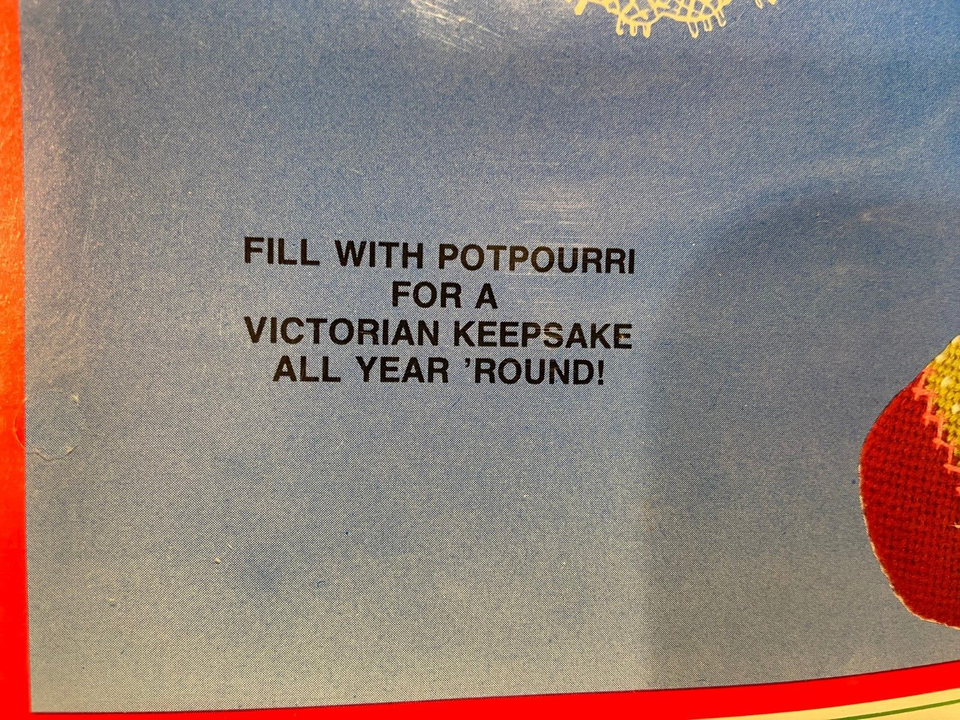 FILL WITH POTPOURRI
FOR A
VICTORIAN KEEPSAKE
ALL YEAR ’ROUND!